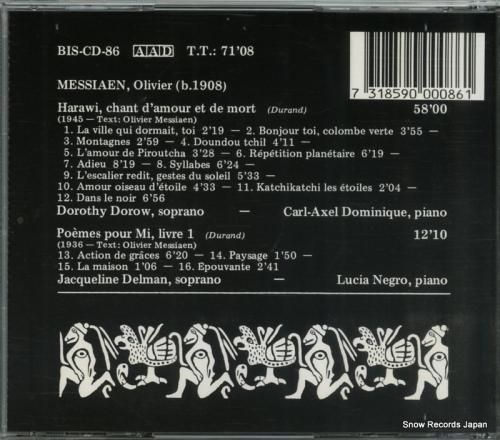 BIS-CD-86 AAD T.T.: 71'08
7 318590 000861
MESSIAEN, Olivier (b.1908)
Harawi, chant d'amour et de mort (Durand) 58'00
(1945 — Text: Olivier Messiaen)
1. La ville qui dormait, toi 2'19 – 2. Bonjour toi, colombe verte 3'55 –
3. Montagnes 2'59 – 4. Doundou tchil 4'11 –
5. L'amour de Piroutcha 3'28 – 6. Répétition planétaire 6'19 –
7. Adieu 8'19 – 8. Syllabes 6'24 –
9. L'escalier redit, gestes du soleil 5'33 –
10. Amour oiseau d'étoile 4'33 – 11. Katchikatchi les étoiles 2'04 –
12. Dans le noir 6'56
Dorothy Dorow, soprano – Carl-Axel Dominique, piano
Poèmes pour Mi, livre 1 (Durand) 12'10
(1936 — Text: Olivier Messiaen)
13. Action de grâces 6'20 – 14. Paysage 1'50 –
15. La maison 1'06 – 16. Epouvante 2'41
Jacqueline Delman, soprano – Lucia Negro, piano
Snow Records Japan
www.snowrecords.jp